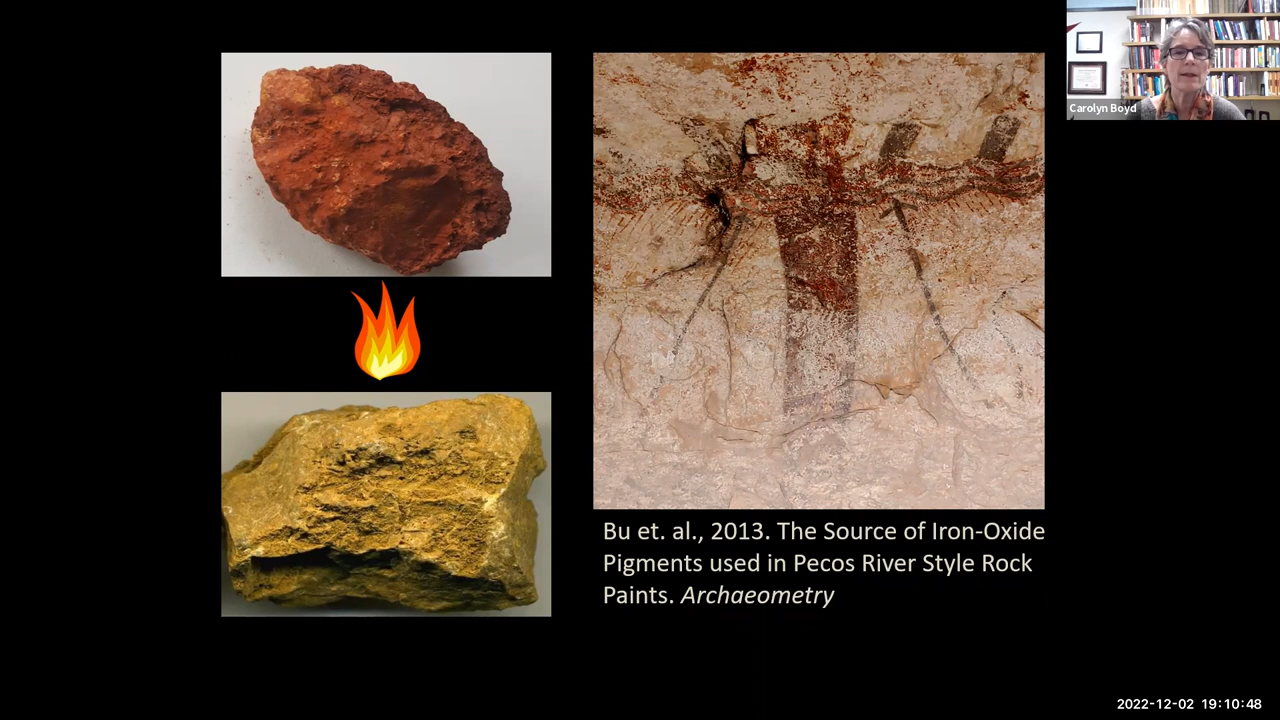 Carolyn Boyd
Bu et. al., 2013. The Source of Iron-Oxide
Pigments used in Pecos River Style Rock
Paints. Archaeometry
2022-12-02 19:10:48